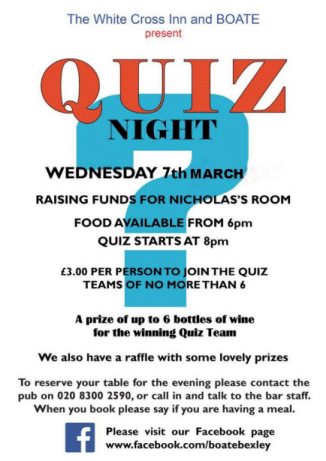 The White Cross Inn and BOATE
present
QUIZ
NIGHT
WEDNESDAY 7th MARCH
RAISING FUNDS FOR NICHOLAS'S ROOM
FOOD AVAILABLE FROM 6pm
QUIZ STARTS AT 8pm
£3.00 PER PERSON TO JOIN THE QUIZ
TEAMS OF NO MORE THAN 6
A prize of up to 6 bottles of wine
for the winning Quiz Team
We also have a raffle with some lovely prizes
To reserve your table for the evening please contact the
pub on 020 8300 2590, or call in and talk to the bar staff.
When you book please say if you are having a meal.
Please visit our Facebook page
www.facebook.com/boatebexley